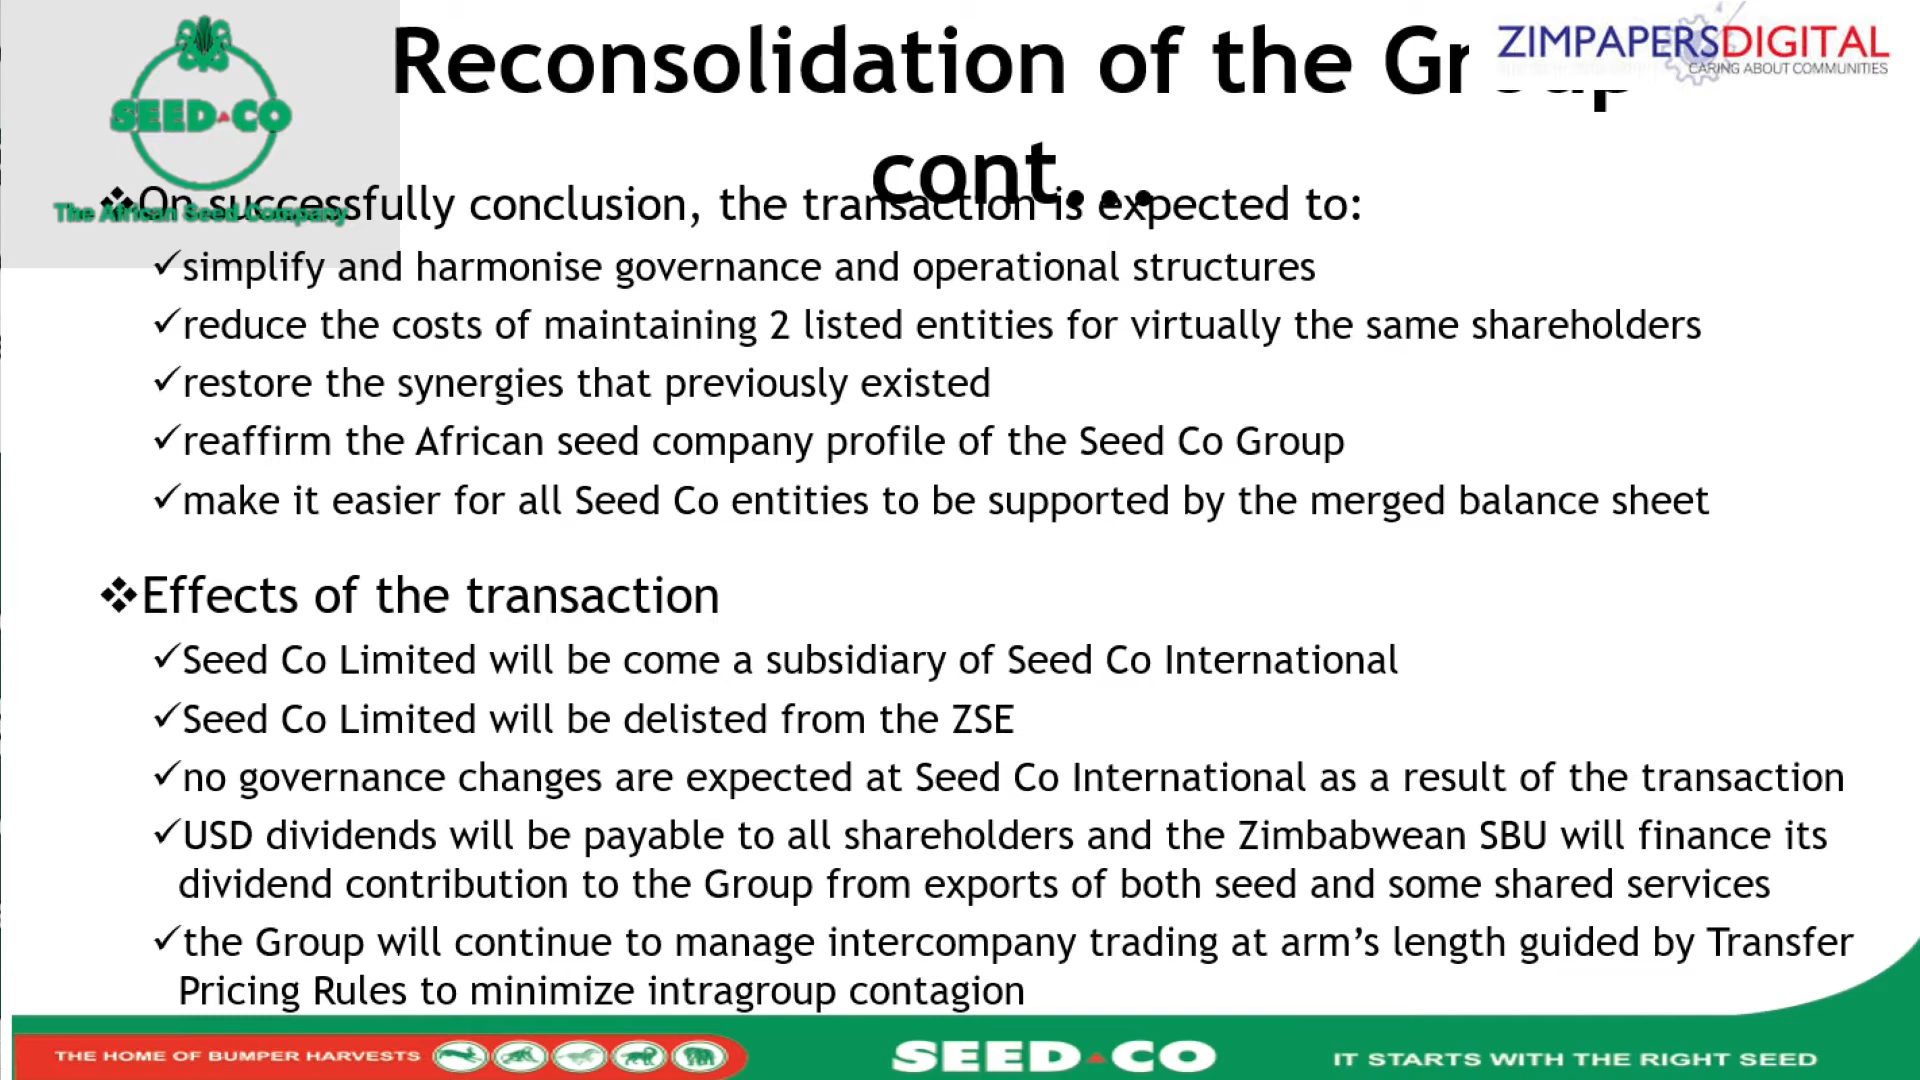 Reconsolidation of the Group
ZIMPAPERSDIGITAL
CARING ABOUT COMMUNITIES
cont...
SEED CO
The African Seed Company
❖On successfully conclusion, the transaction is expected to:
✓simplify and harmonise governance and operational structures
✓reduce the costs of maintaining 2 listed entities for virtually the same shareholders
✓restore the synergies that previously existed
✓reaffirm the African seed company profile of the Seed Co Group
✓make it easier for all Seed Co entities to be supported by the merged balance sheet
❖Effects of the transaction
✓Seed Co Limited will be come a subsidiary of Seed Co International
✓Seed Co Limited will be delisted from the ZSE
✓no governance changes are expected at Seed Co International as a result of the transaction
✓USD dividends will be payable to all shareholders and the Zimbabwean SBU will finance its
dividend contribution to the Group from exports of both seed and some shared services
✓the Group will continue to manage intercompany trading at arm's length guided by Transfer
Pricing Rules to minimize intragroup contagion
THE HOME OF BUMPER HARVESTS
SEED CO
IT STARTS WITH THE RIGHT SEED